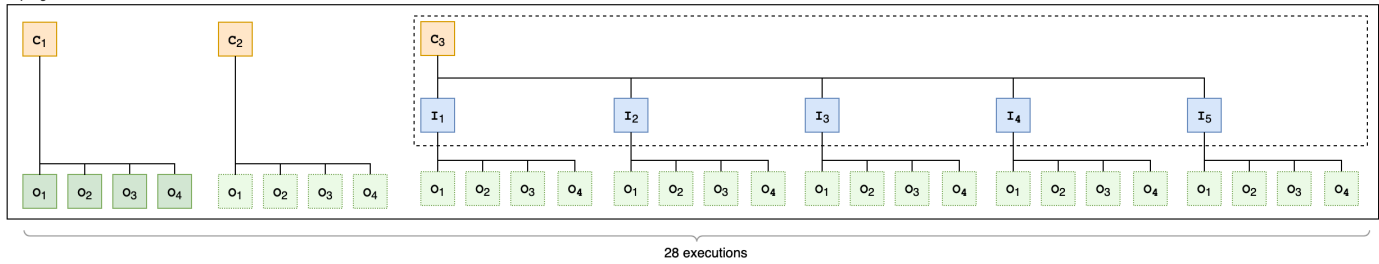 C1 C2 C3
I1 I2 I3 I4 I5
O1 O2 O3 O4 O1 O2 O3 O4 O1 O2 O3 O4 O1 O2 O3 O4 O1 O2 O3 O4 O1 O2 O3 O4 O1 O2 O3 O4
28 executions